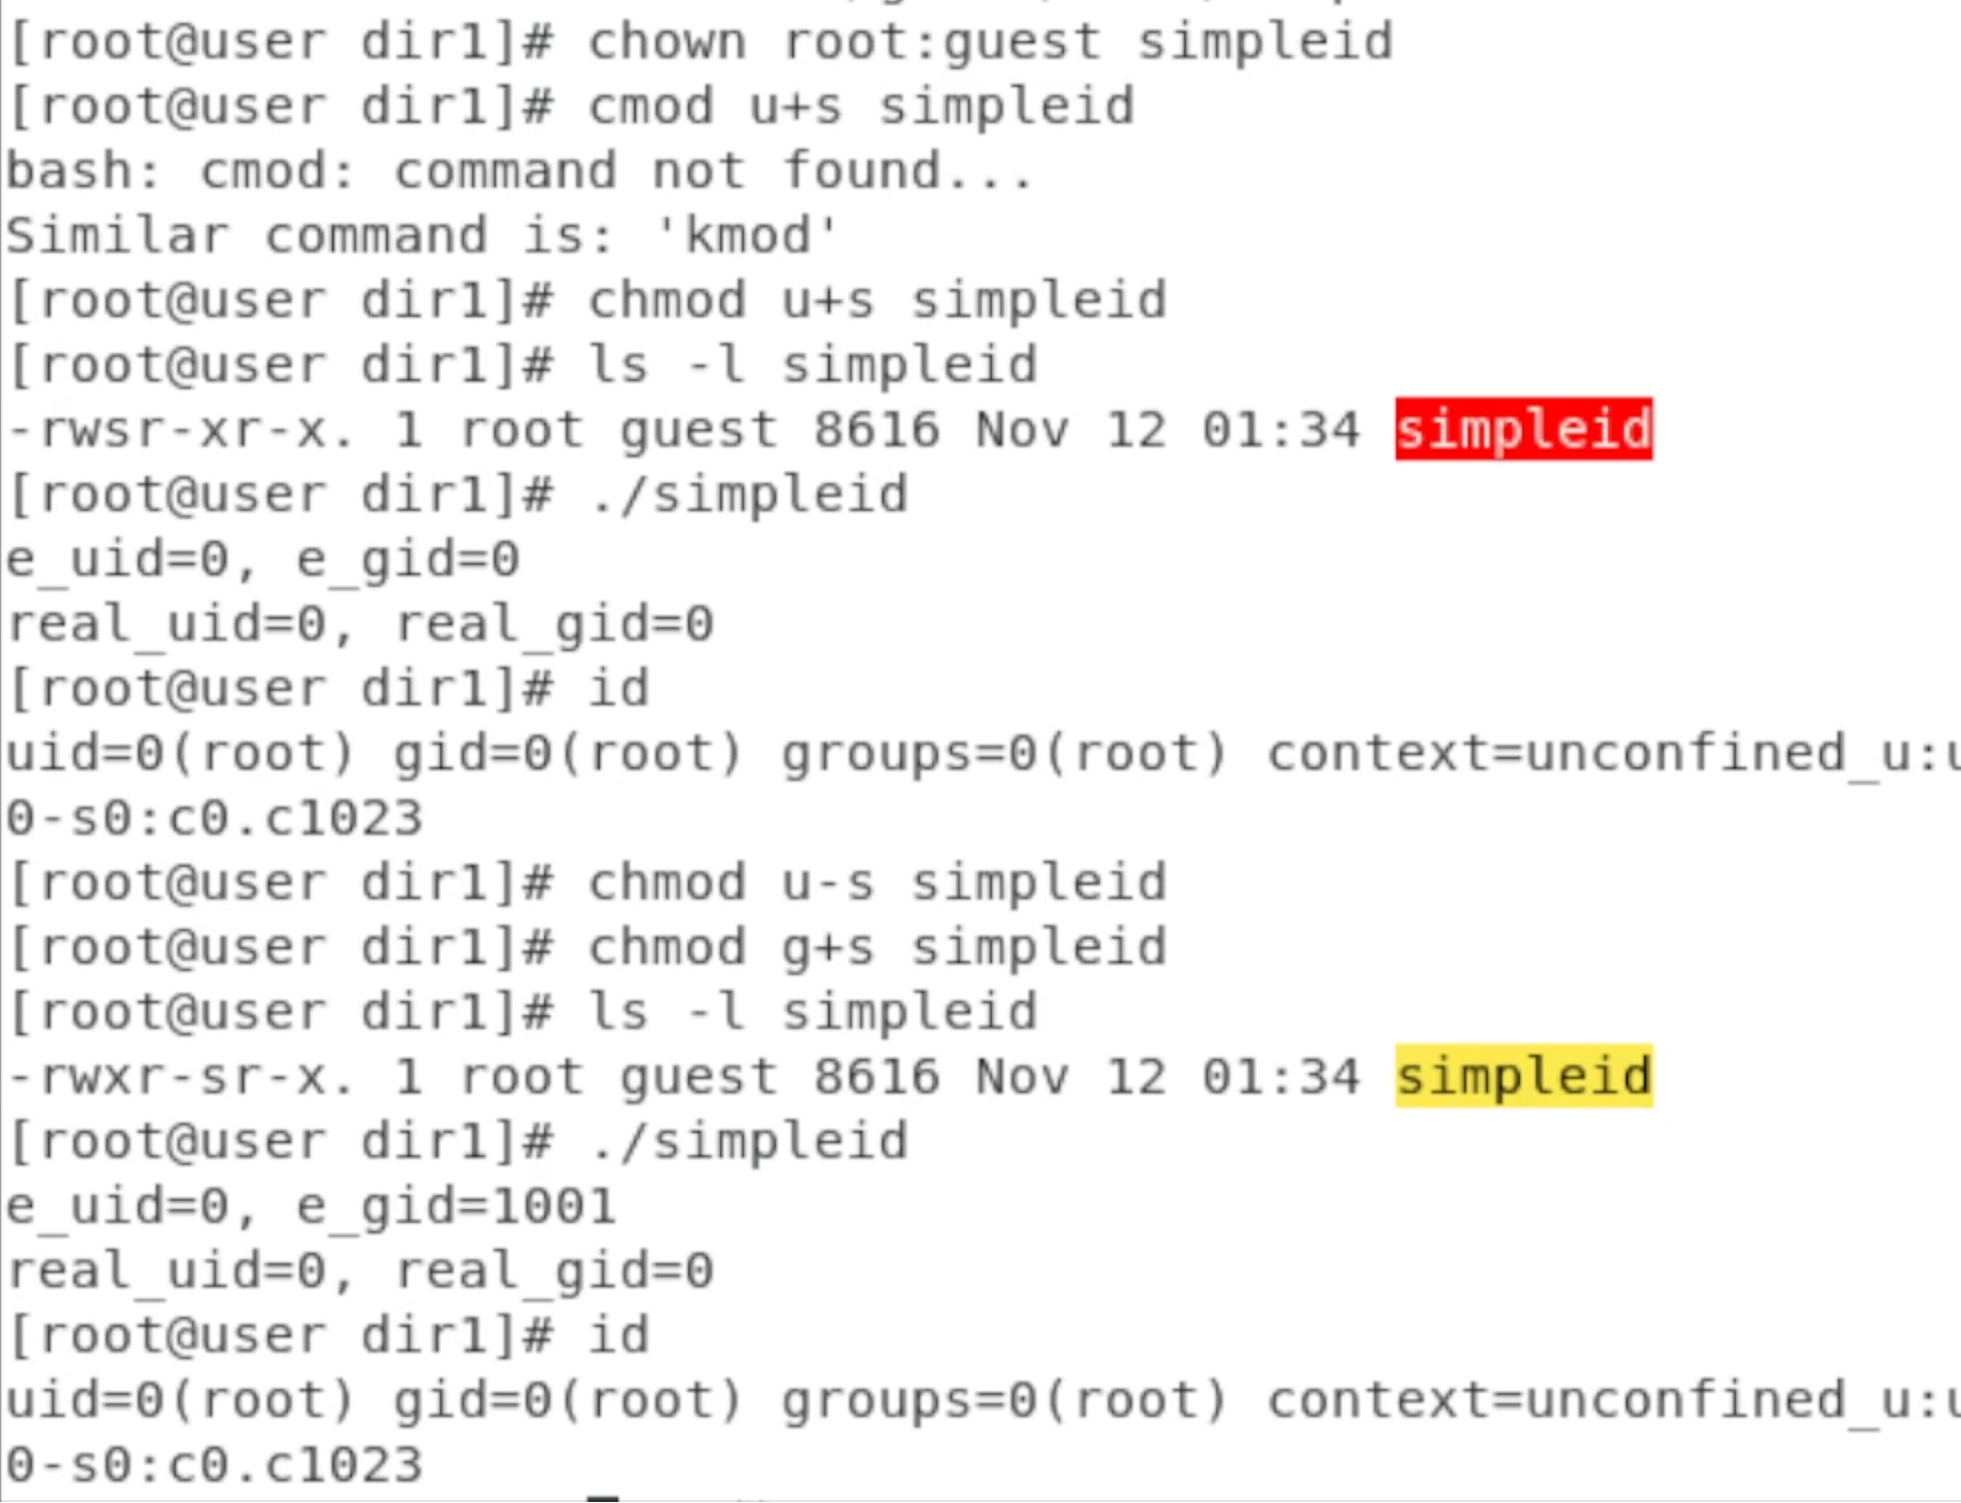 [root@user dir1]# chown root:guest simpleid
[root@user dir1]# cmod u+s simpleid
bash: cmod: command not found...
Similar command is: 'kmod'
[root@user dir1]# chmod u+s simpleid
[root@user dir1]# ls -l simpleid
-rwsr-xr-x. 1 root guest 8616 Nov 12 01:34 simpleid
[root@user dir1]# ./simpleid
e_uid=0, e_gid=0
real_uid=0, real_gid=0
[root@user dir1]# id
uid=0(root) gid=0(root) groups=0(root) context=unconfined_u:u
0-s0:c0.c1023
[root@user dir1]# chmod u-s simpleid
[root@user dir1]# chmod g+s simpleid
[root@user dir1]# ls -l simpleid
-rwxr-sr-x. 1 root guest 8616 Nov 12 01:34 simpleid
[root@user dir1]# ./simpleid
e_uid=0, e_gid=1001
real_uid=0, real_gid=0
[root@user dir1]# id
uid=0(root) gid=0(root) groups=0(root) context=unconfined_u:u
0-s0:c0.c1023